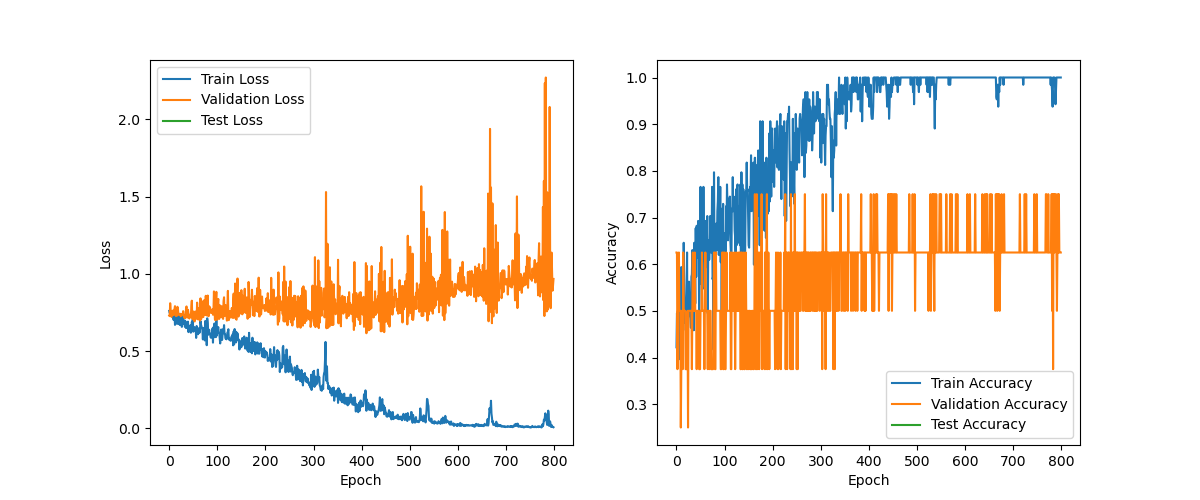 Train Loss
Validation Loss
Test Loss
Loss
2.0
1.5
1.0
0.5
0.0
0 100 200 300 400 500 600 700 800
Epoch
Accuracy
1.0
0.9
0.8
0.7
0.6
0.5
0.4
0.3
Train Accuracy
Validation Accuracy
Test Accuracy
0 100 200 300 400 500 600 700 800
Epoch